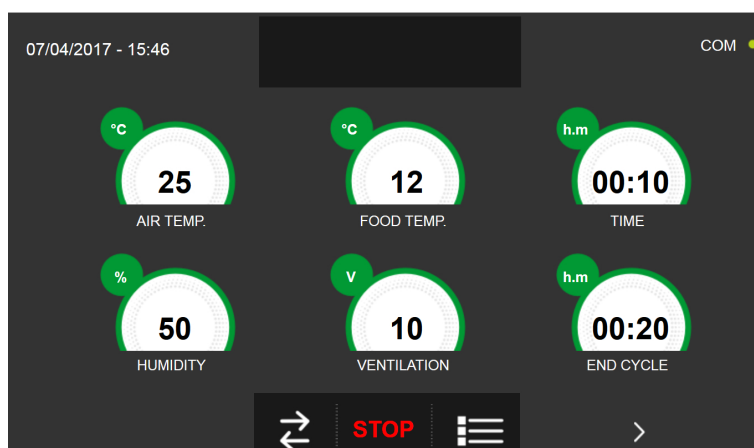 07/04/2017 - 15:46
COM
°C
25
AIR TEMP.
°C
12
FOOD TEMP.
h.m
00:10
TIME
%
50
HUMIDITY
V
10
VENTILATION
h.m
00:20
END CYCLE
STOP